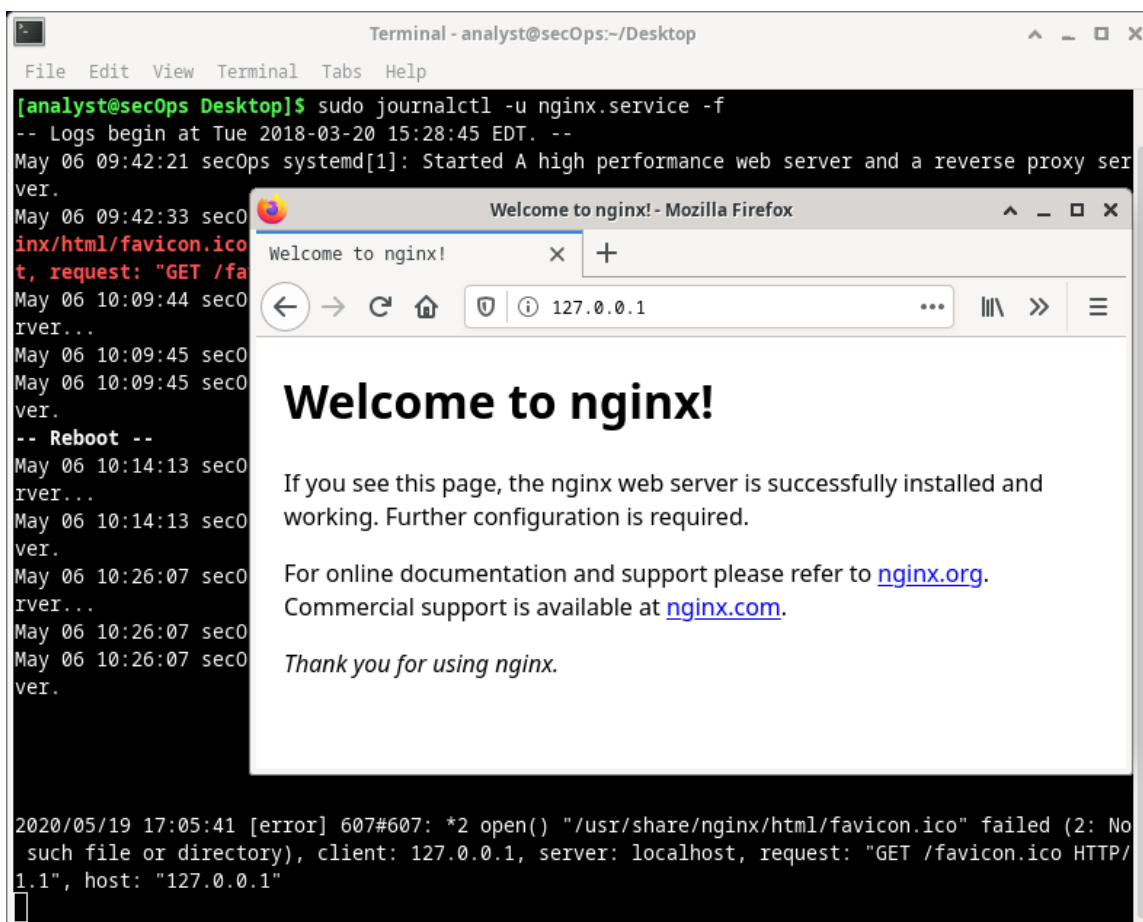 Terminal - analyst@secOps:~/Desktop
File Edit View Terminal Tabs Help
[analyst@secOps Desktop]$ sudo journalctl -u nginx.service -f
-- Logs begin at Tue 2018-03-20 15:28:45 EDT. --
May 06 09:42:21 secOps systemd[1]: Started A high performance web server and a reverse proxy ser
ver.
May 06 09:42:33 secO
inx/html/favicon.ico
t, request: "GET /fa
May 06 10:09:44 secO
rver...
May 06 10:09:45 secO
May 06 10:09:45 secO
ver.
-- Reboot --
May 06 10:14:13 secO
rver...
May 06 10:14:13 secO
ver.
May 06 10:26:07 secO
rver...
May 06 10:26:07 secO
May 06 10:26:07 secO
ver.
Welcome to nginx! - Mozilla Firefox
Welcome to nginx!
127.0.0.1
Welcome to nginx!
If you see this page, the nginx web server is successfully installed and
working. Further configuration is required.
For online documentation and support please refer to nginx.org.
Commercial support is available at nginx.com.
Thank you for using nginx.
2020/05/19 17:05:41 [error] 607#607: *2 open() "/usr/share/nginx/html/favicon.ico" failed (2: No
such file or directory), client: 127.0.0.1, server: localhost, request: "GET /favicon.ico HTTP/
1.1", host: "127.0.0.1"